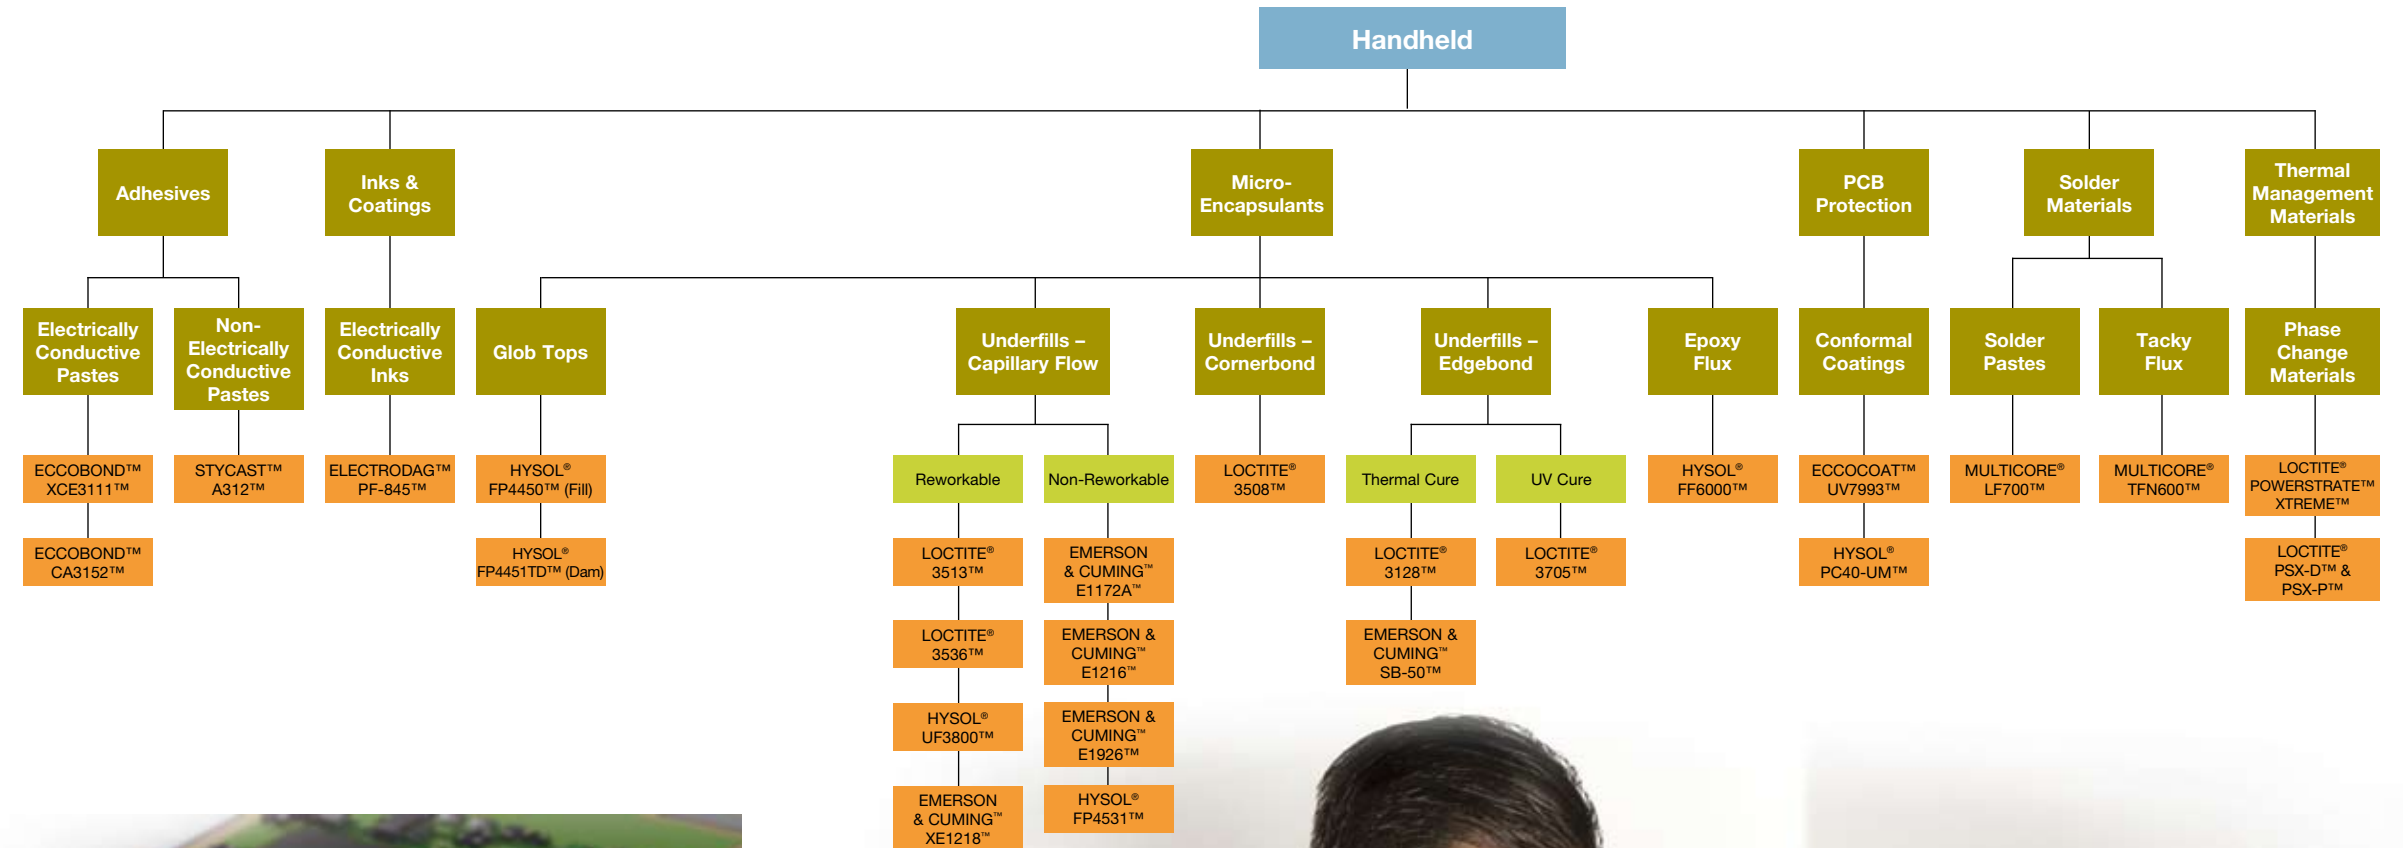 Handheld
Adhesives
Inks &
Coatings
Micro-
Encapsulants
PCB
Protection
Solder
Materials
Thermal
Management
Materials
Electrically
Conductive
Pastes
Non-
Electrically
Conductive
Pastes
Electrically
Conductive
Inks
Glob Tops
Underfills –
Capillary Flow
Underfills –
Cornerbond
Underfills –
Edgebond
Epoxy
Flux
Conformal
Coatings
Solder
Pastes
Tacky
Flux
Phase
Change
Materials
ECCOBOND™
XCE3111™
STYCAST™
A312™
ELECTRODAG™
PF-845™
HYSOL®
FP4450™ (Fill)
Reworkable
Non-Reworkable
LOCTITE®
3508™
Thermal Cure
UV Cure
HYSOL®
FF6000™
ECCOCOAT™
UV7993™
MULTICORE®
LF700™
MULTICORE®
TFN600™
LOCTITE®
POWERSTRATE™
XTREME™
ECCOBOND™
CA3152™
HYSOL®
FP4451TD™ (Dam)
LOCTITE®
3513™
EMERSON
& CUMING™
E1172A™
LOCTITE®
3128™
LOCTITE®
3705™
HYSOL®
PC40-UM™
LOCTITE®
PSX-D™ &
PSX-P™
LOCTITE®
3536™
EMERSON &
CUMING™
E1216™
EMERSON &
CUMING™
SB-50™
HYSOL®
UF3800™
EMERSON &
CUMING™
E1926™
EMERSON
& CUMING™
XE1218™
HYSOL®
FP4531™